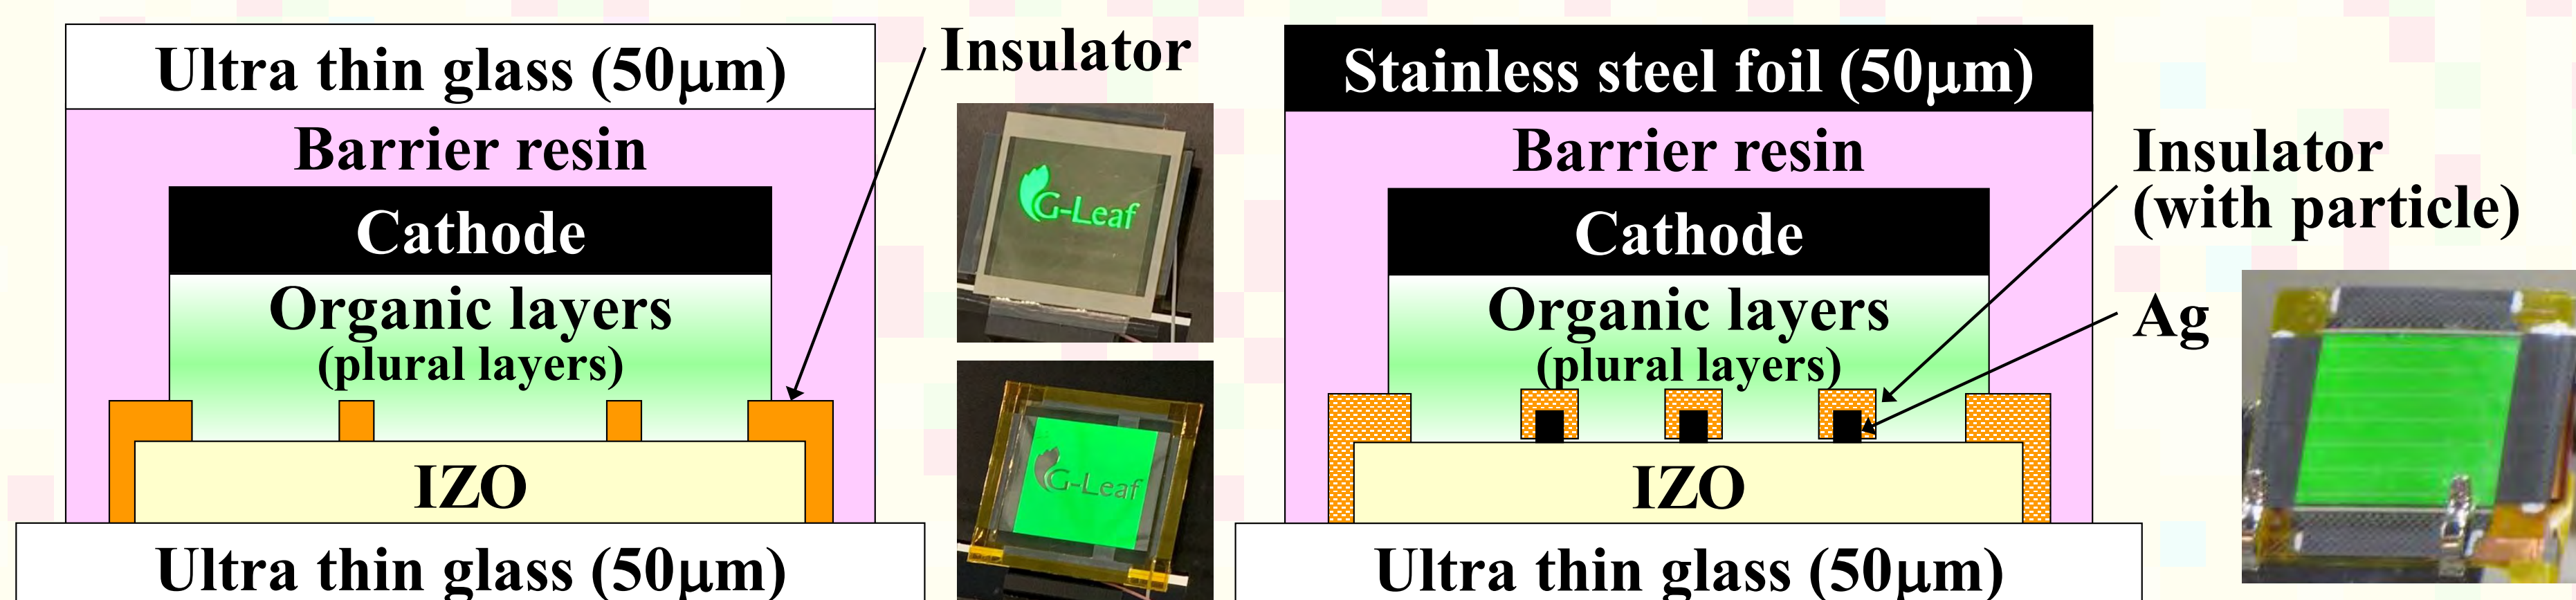 Ultra thin glass (50μm)
Barrier resin
Cathode
Organic layers
(plural layers)
IZO
Ultra thin glass (50μm)
Insulator
G-Leaf
G-Leaf
Stainless steel foil (50μm)
Barrier resin
Cathode
Organic layers
(plural layers)
IZO
Ultra thin glass (50μm)
Insulator
(with particle)
Ag